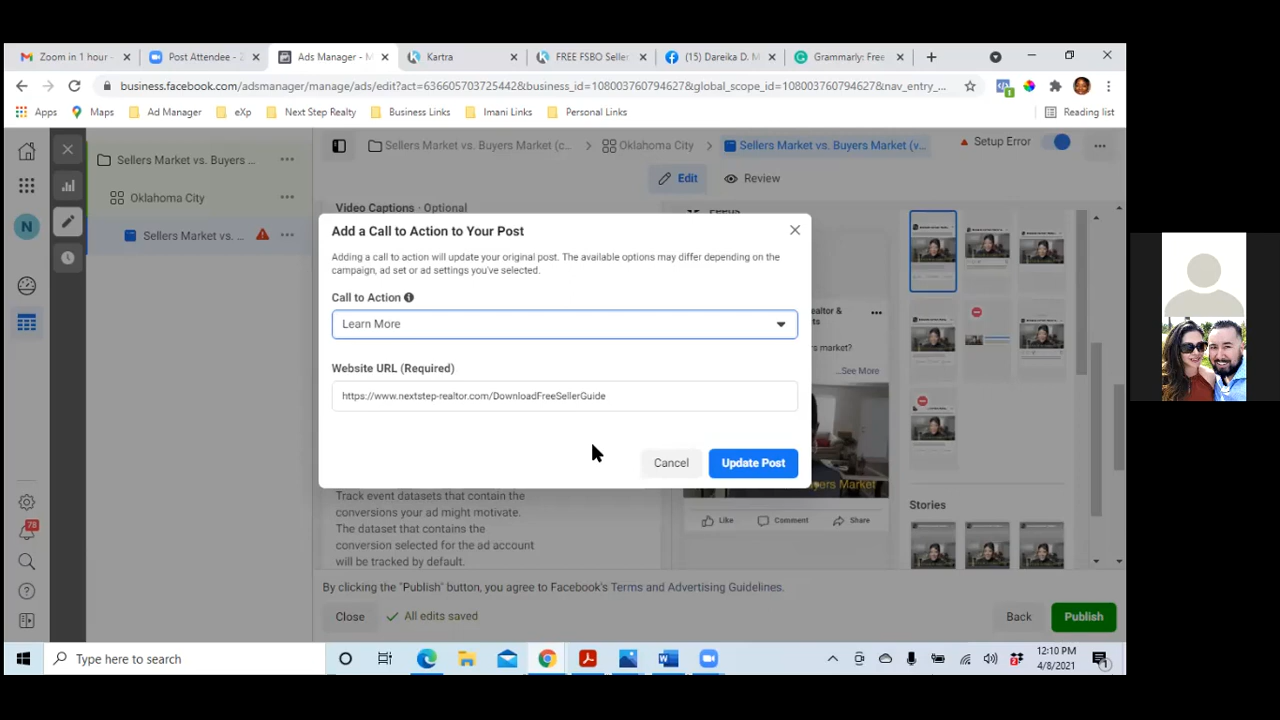 Zoom in 1 hour -
Post Attendee - 2
Ads Manager - M
Kartra
FREE FSBO Seller
(15) Dareika D. M
Grammarly: Free
business.facebook.com/adsmanager/manage/ads/edit?act=636605703725442&business_id=108003760794627&global_scope_id=108003760794627&nav_entry_...
Apps
Maps
Ad Manager
eXp
Next Step Realty
Business Links
Imani Links
Personal Links
Reading list
Sellers Market vs. Buyers ...
Oklahoma City
Sellers Market vs. ...
N
78
Sellers Market vs. Buyers Market (c...
Oklahoma City
Sellers Market vs. Buyers Market (v...
Setup Error
Edit
Review
Video Captions - Optional
Add a Call to Action to Your Post
Adding a call to action will update your original post. The available options may differ depending on the
campaign, ad set or ad settings you've selected.
Call to Action
Learn More
Website URL (Required)
https://www.nextstep-realtor.com/DownloadFreeSellerGuide
Cancel
Update Post
ealtor &
ts
s market?
...See More
yers Market
Like
Comment
Share
Stories
Track event datasets that contain the
conversions your ad might motivate.
The dataset that contains the
conversion selected for the ad account
will be tracked by default.
By clicking the "Publish" button, you agree to Facebook's Terms and Advertising Guidelines.
Close
All edits saved
Back
Publish
Type here to search
12:10 PM
4/8/2021
1